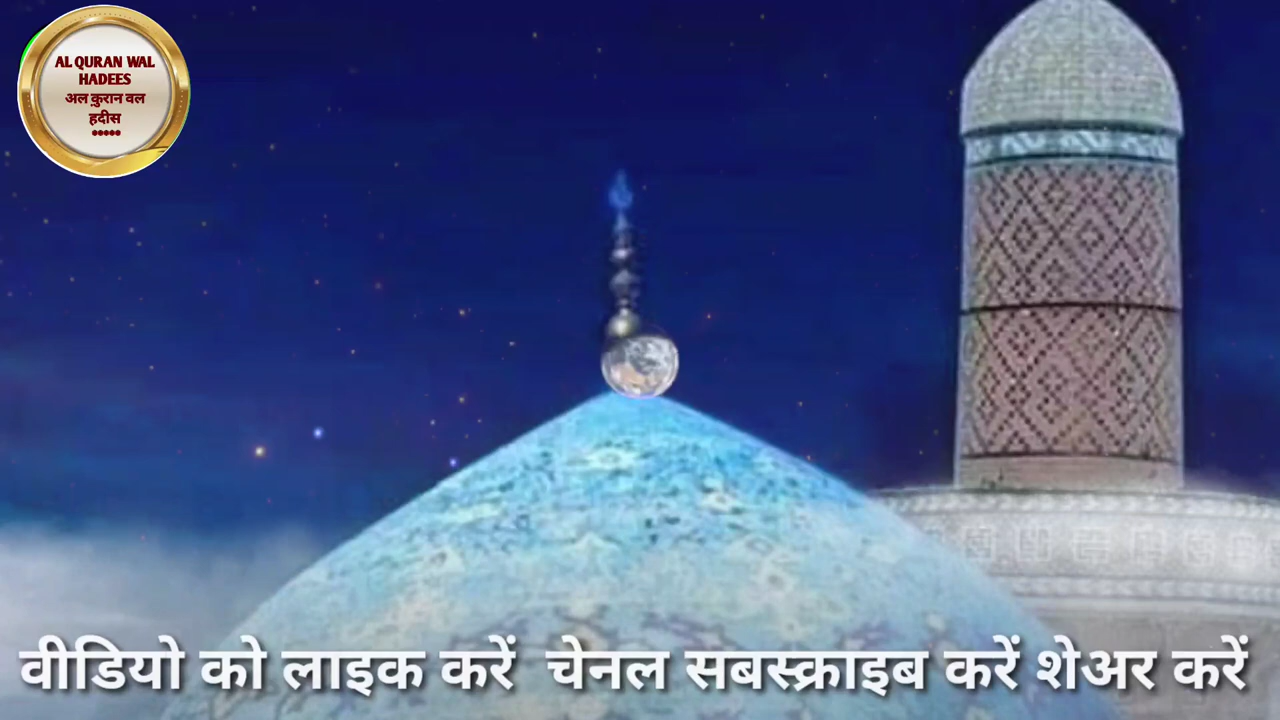 AL QURAN WAL
HADEES
अल क़ुरान वल
हदीस
वीडियो को लाइक करें चेनल सबस्क्राइब करें शेअर करें